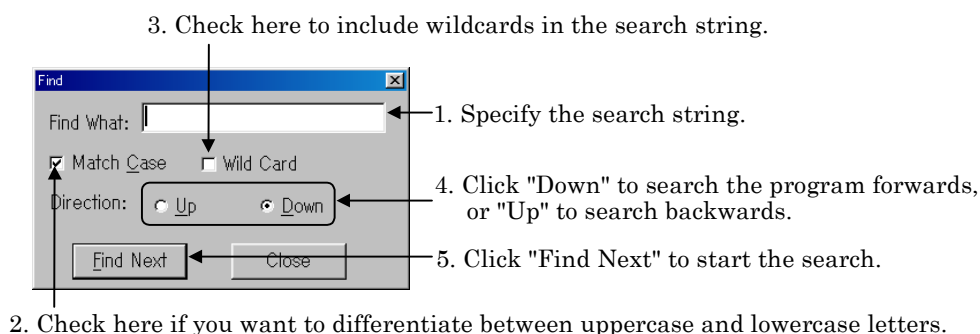 3. Check here to include wildcards in the search string.
Find
Find What:
1. Specify the search string.
Match Case Wild Card
Direction: Up Down
4. Click "Down" to search the program forwards,
or "Up" to search backwards.
Find Next Close
5. Click "Find Next" to start the search.
2. Check here if you want to differentiate between uppercase and lowercase letters.